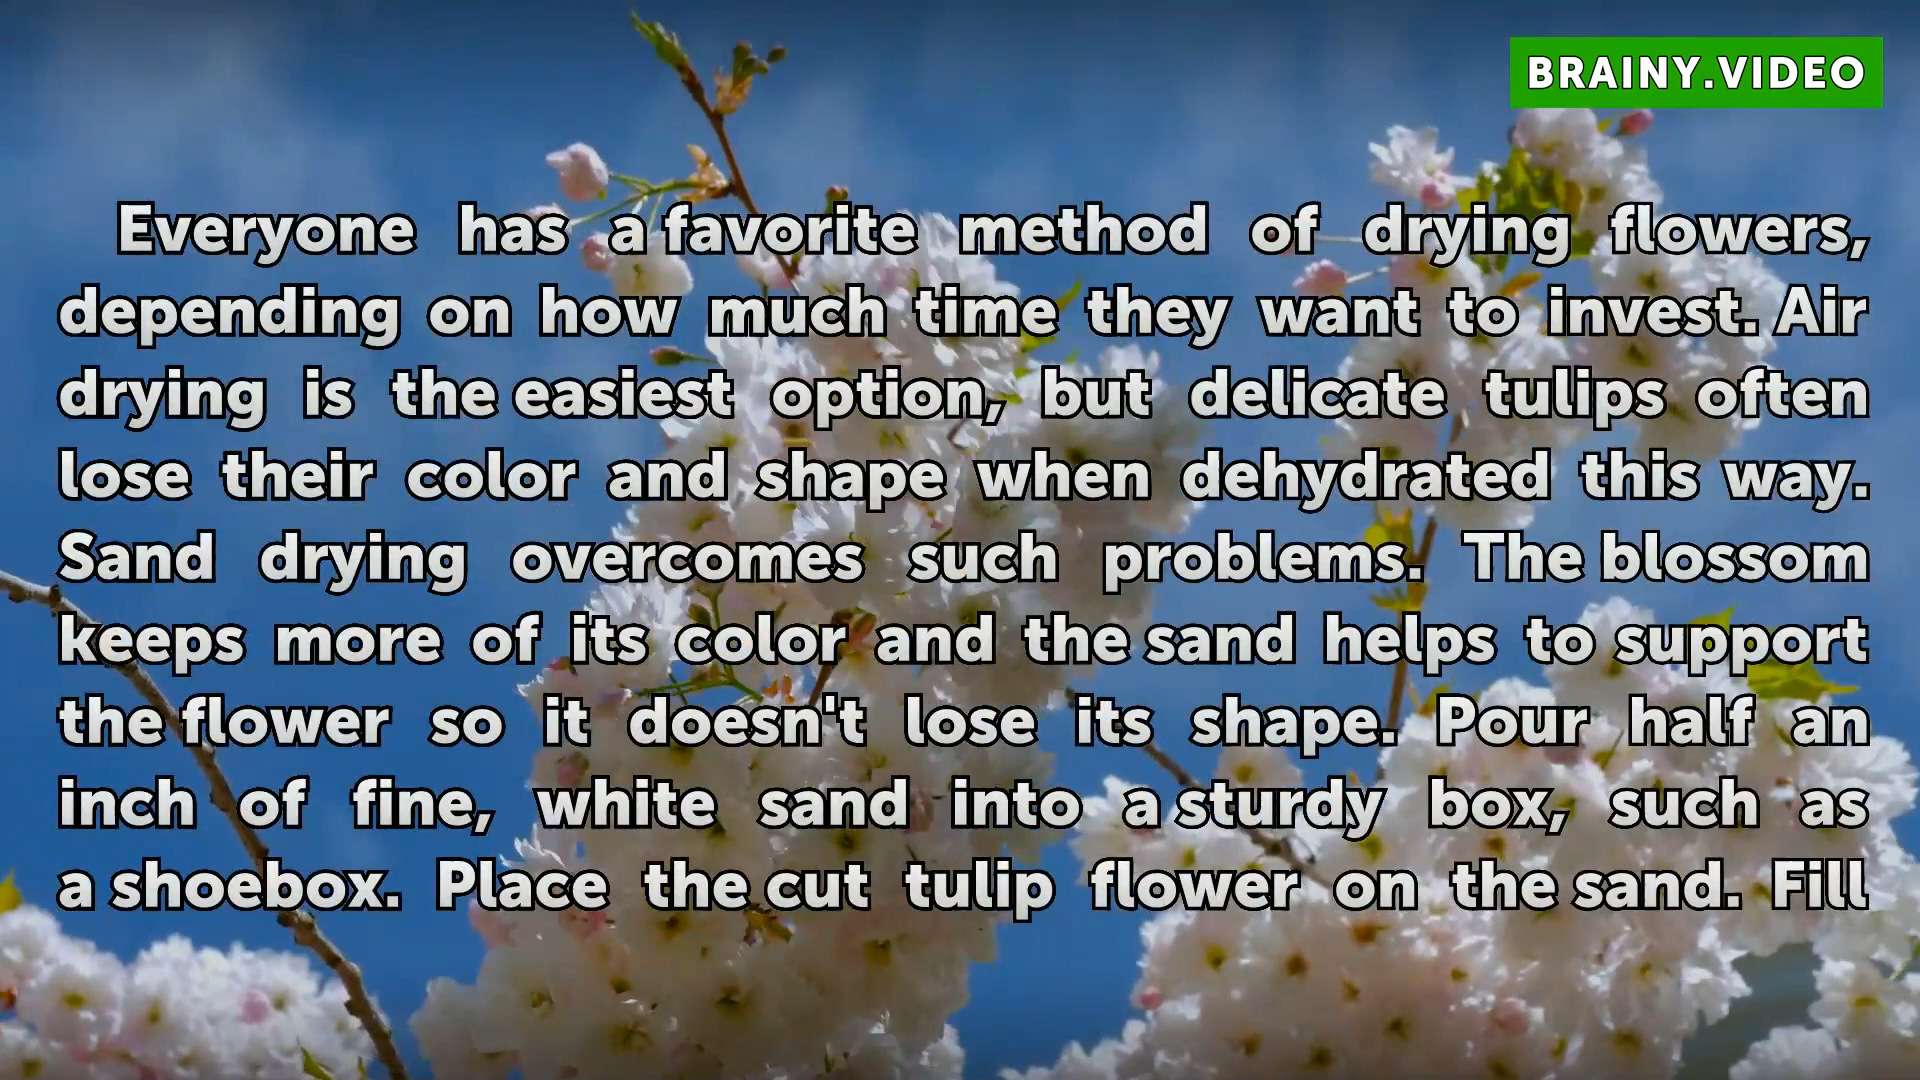 BRAINY.VIDEO
Everyone has a favorite method of drying flowers,
depending on how much time they want to invest. Air
drying is the easiest option, but delicate tulips often
lose their color and shape when dehydrated this way.
Sand drying overcomes such problems. The blossom
keeps more of its color and the sand helps to support
the flower so it doesn't lose its shape. Pour half an
inch of fine, white sand into a sturdy box, such as
a shoebox. Place the cut tulip flower on the sand. Fill